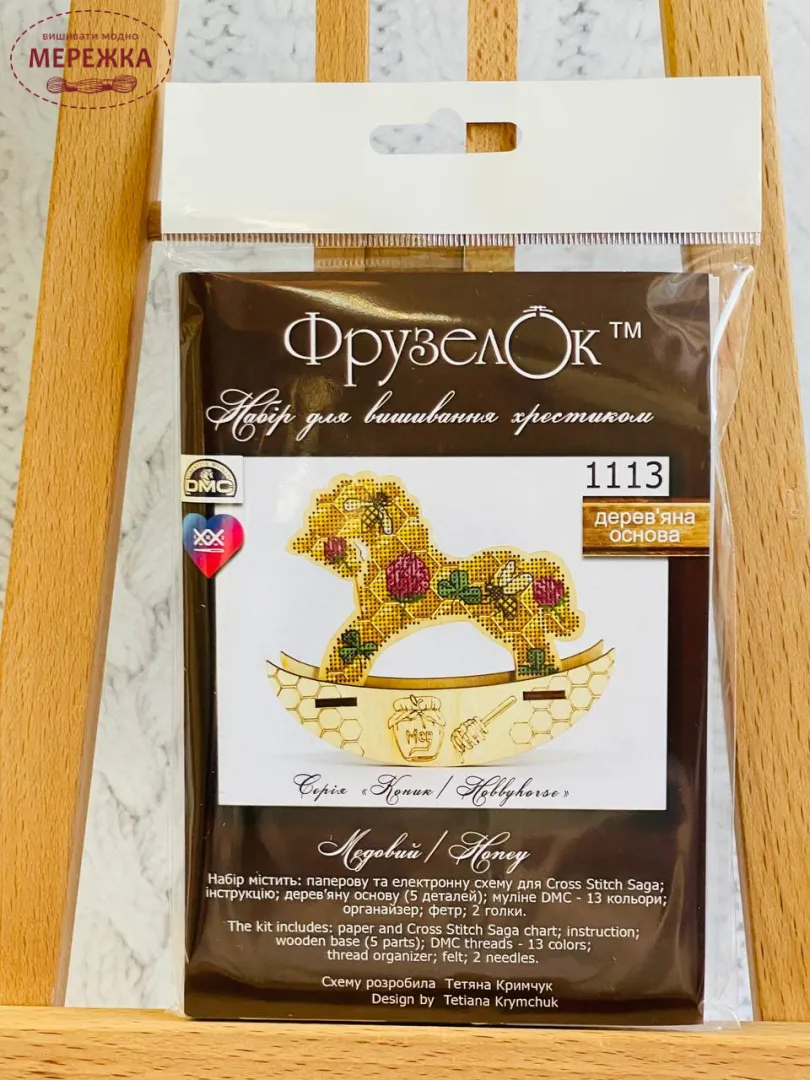 вишивати модно
МЕРЕЖКА
ФрузелОк™
Набір для вишивання хрестиком
DMC
1113
дерев'яна
основа
Мед
Серія «Коник / Hobbyhorse»
Медовий / Honey
Набір містить: паперову та електронну схему для Cross Stitch Saga;
інструкцію; дерев'яну основу (5 деталей); муліне DMC - 13 кольори;
органайзер; фетр; 2 голки.
The kit includes: paper and Cross Stitch Saga chart; instruction;
wooden base (5 parts); DMC threads - 13 colors;
thread organizer; felt; 2 needles.
Схему розробила Тетяна Кримчук
Design by Tetiana Krymchuk